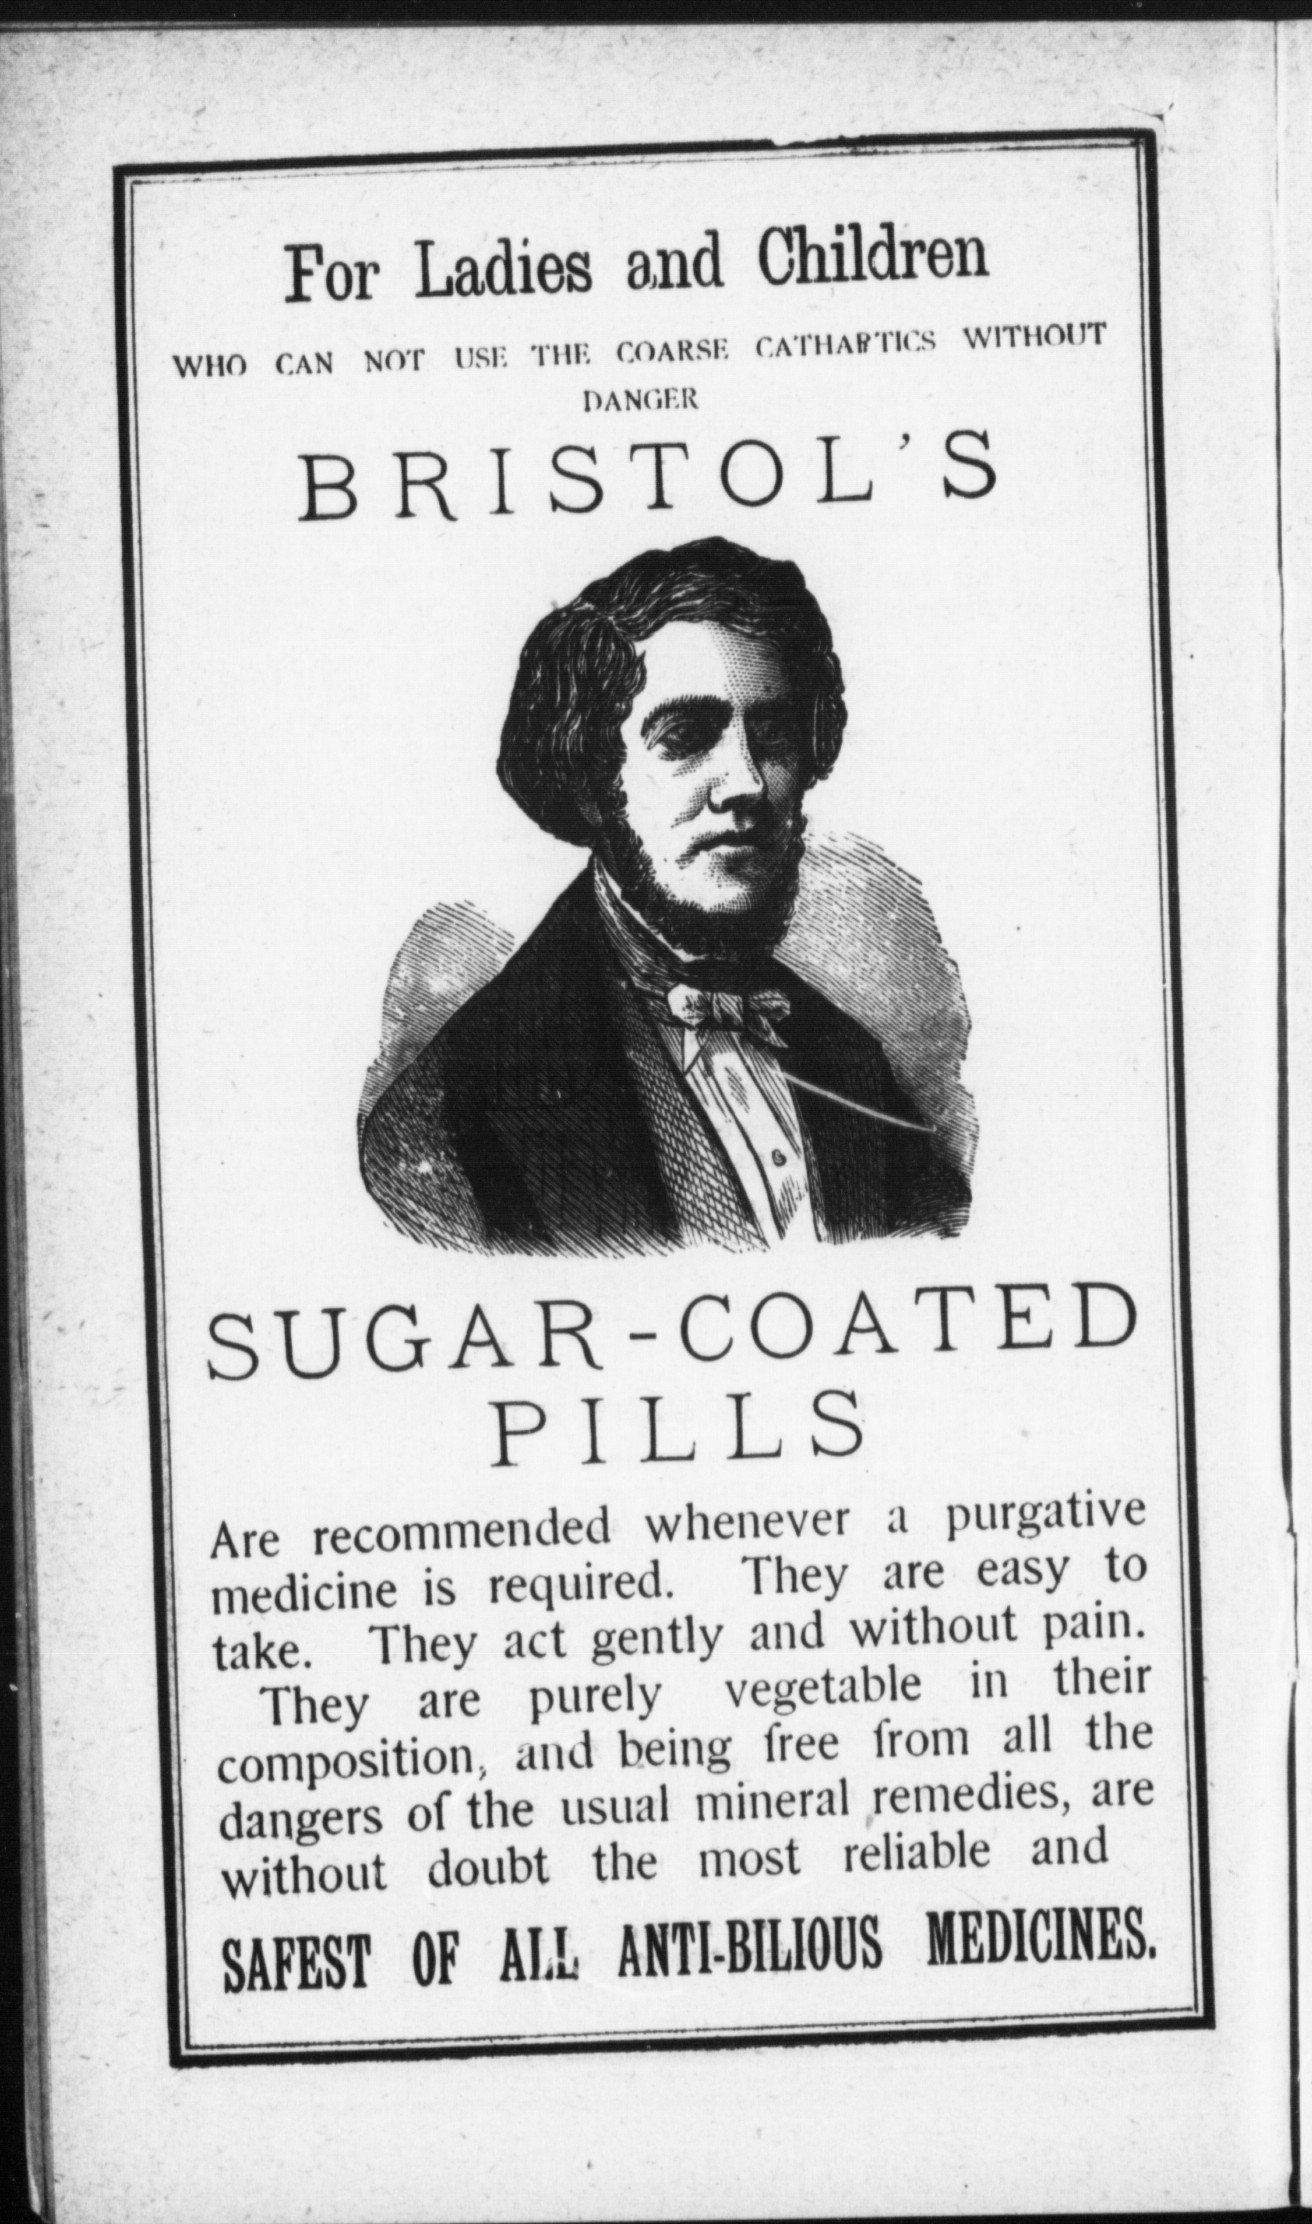 For Ladies and Children
WHO CAN NOT USE THE COARSE CATHARTICS WITHOUT
DANGER
BRISTOL'S
SUGAR-COATED
PILLS
Are recommended whenever a purgative
medicine is required. They are easy to
take. They act gently and without pain.
They are purely vegetable in their
composition, and being free from all the
dangers of the usual mineral remedies, are
without doubt the most reliable and
SAFEST OF ALL ANTI-BILIOUS MEDICINES.